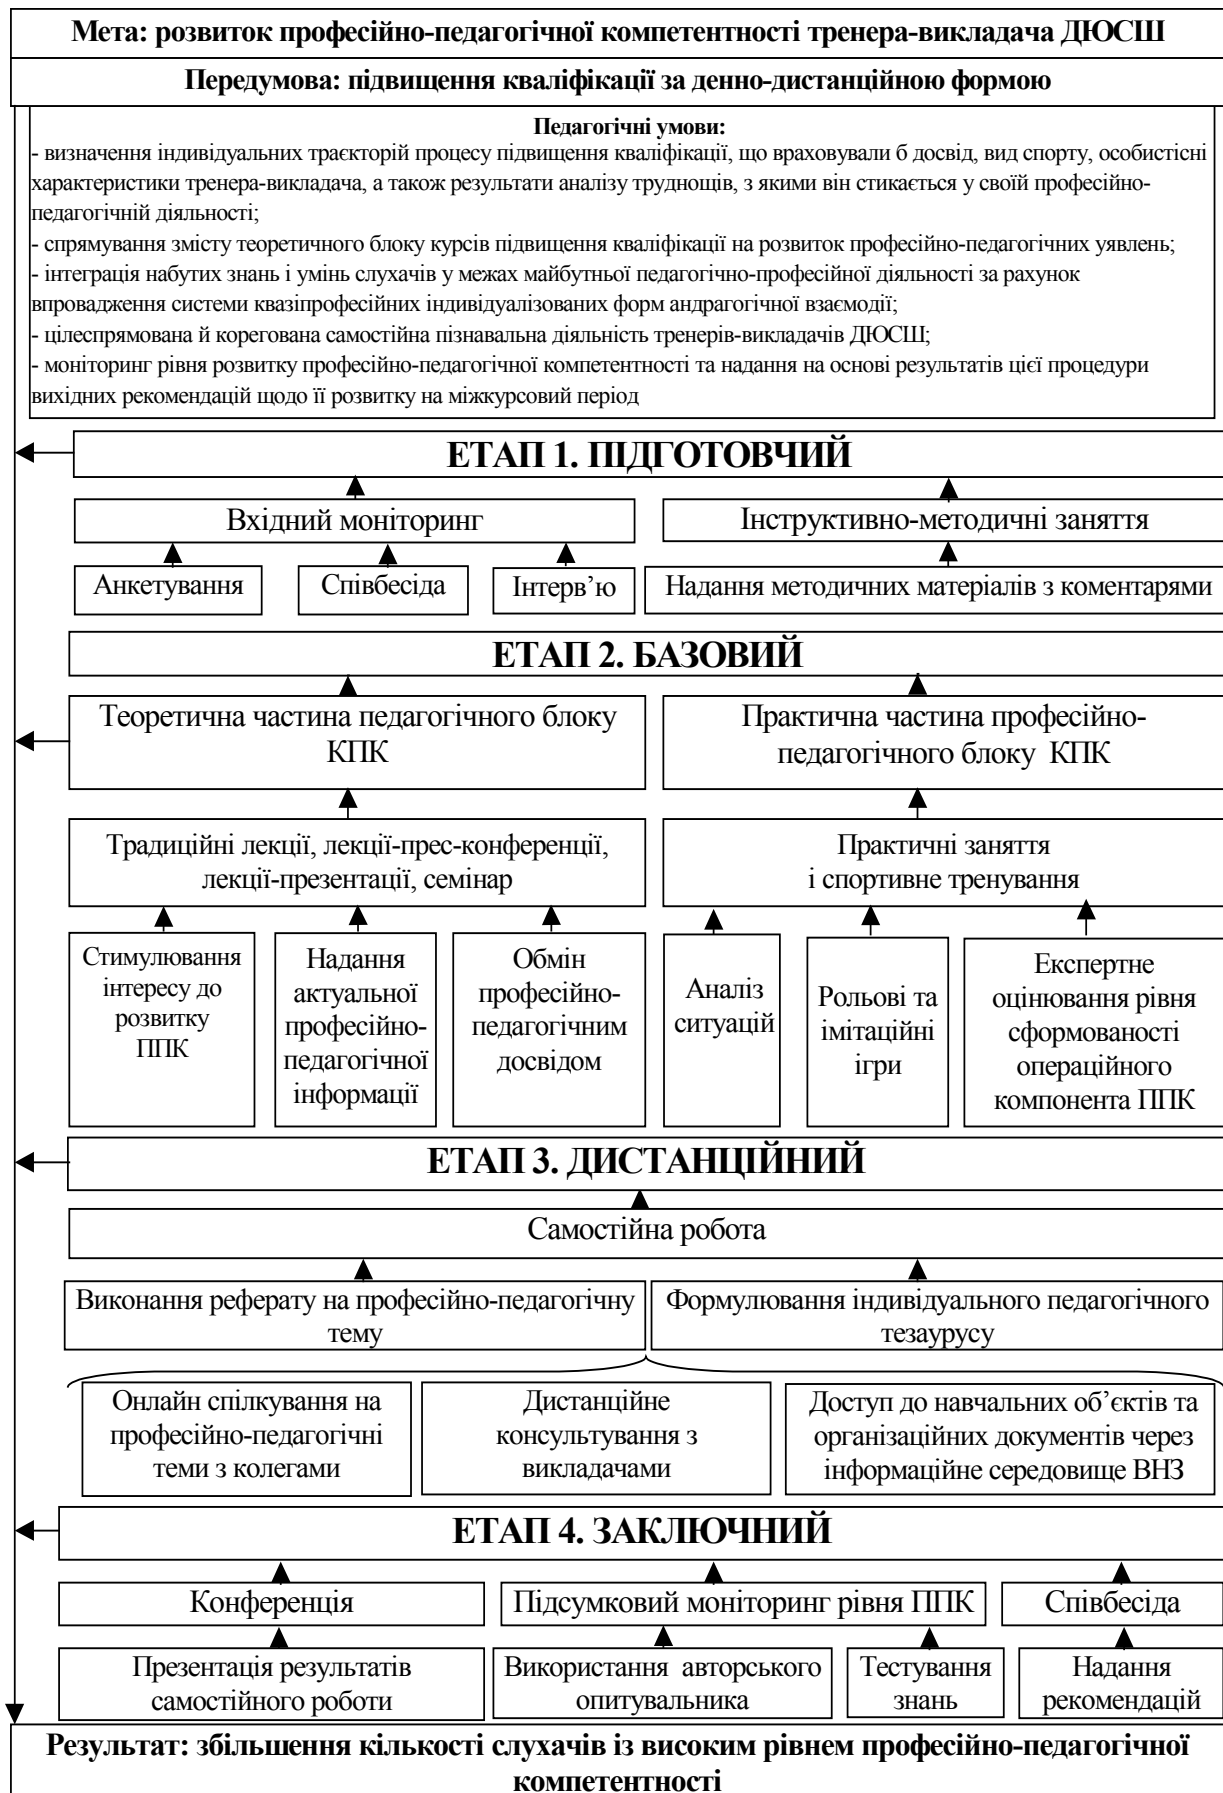 Мета: розвиток професійно-педагогічної компетентності тренера-викладача ДЮСШ
Передумова: підвищення кваліфікації за денно-дистанційною формою
Педагогічні умови:
- визначення індивідуальних траєкторій процесу підвищення кваліфікації, що враховували б досвід, вид спорту, особистісні
характеристики тренера-викладача, а також результати аналізу труднощів, з якими він стикається у своїй професійно-
педагогічній діяльності;
- спрямування змісту теоретичного блоку курсів підвищення кваліфікації на розвиток професійно-педагогічних уявлень;
- інтеграція набутих знань і умінь слухачів у межах майбутньої педагогічно-професійної діяльності за рахунок
впровадження системи квазіпрофесійних індивідуалізованих форм андрагогічної взаємодії;
- цілеспрямована й корегована самостійна пізнавальна діяльність тренерів-викладачів ДЮСШ;
- моніторинг рівня розвитку професійно-педагогічної компетентності та надання на основі результатів цієї процедури
вихідних рекомендацій щодо її розвитку на міжкурсовий період
ЕТАП 1. ПІДГОТОВЧИЙ
Вхідний моніторинг
Інструктивно-методичні заняття
Анкетування
Співбесіда
Інтерв’ю
Надання методичних матеріалів з коментарями
ЕТАП 2. БАЗОВИЙ
Теоретична частина педагогічного блоку
КПК
Практична частина професійно-
педагогічного блоку КПК
Традиційні лекції, лекції-прес-конференції,
лекції-презентації, семінар
Практичні заняття
і спортивне тренування
Стимулювання
інтересу до
розвитку
ППК
Надання
актуальної
професійно-
педагогічної
інформації
Обмін
професійно-
педагогічним
досвідом
Аналіз
ситуацій
Рольові та
імітаційні
ігри
Експертне
оцінювання рівня
сформованості
операційного
компонента ППК
ЕТАП 3. ДИСТАНЦІЙНИЙ
Самостійна робота
Виконання реферату на професійно-педагогічну
тему
Формулювання індивідуального педагогічного
тезаурусу
Онлайн спілкування на
професійно-педагогічні
теми з колегами
Дистанційне
консультування з
викладачами
Доступ до навчальних об’єктів та
організаційних документів через
інформаційне середовище ВНЗ
ЕТАП 4. ЗАКЛЮЧНИЙ
Конференція
Підсумковий моніторинг рівня ППК
Співбесіда
Презентація результатів
самостійного роботи
Використання авторського
опитувальника
Тестування
знань
Надання
рекомендацій
Результат: збільшення кількості слухачів із високим рівнем професійно-педагогічної
компетентності